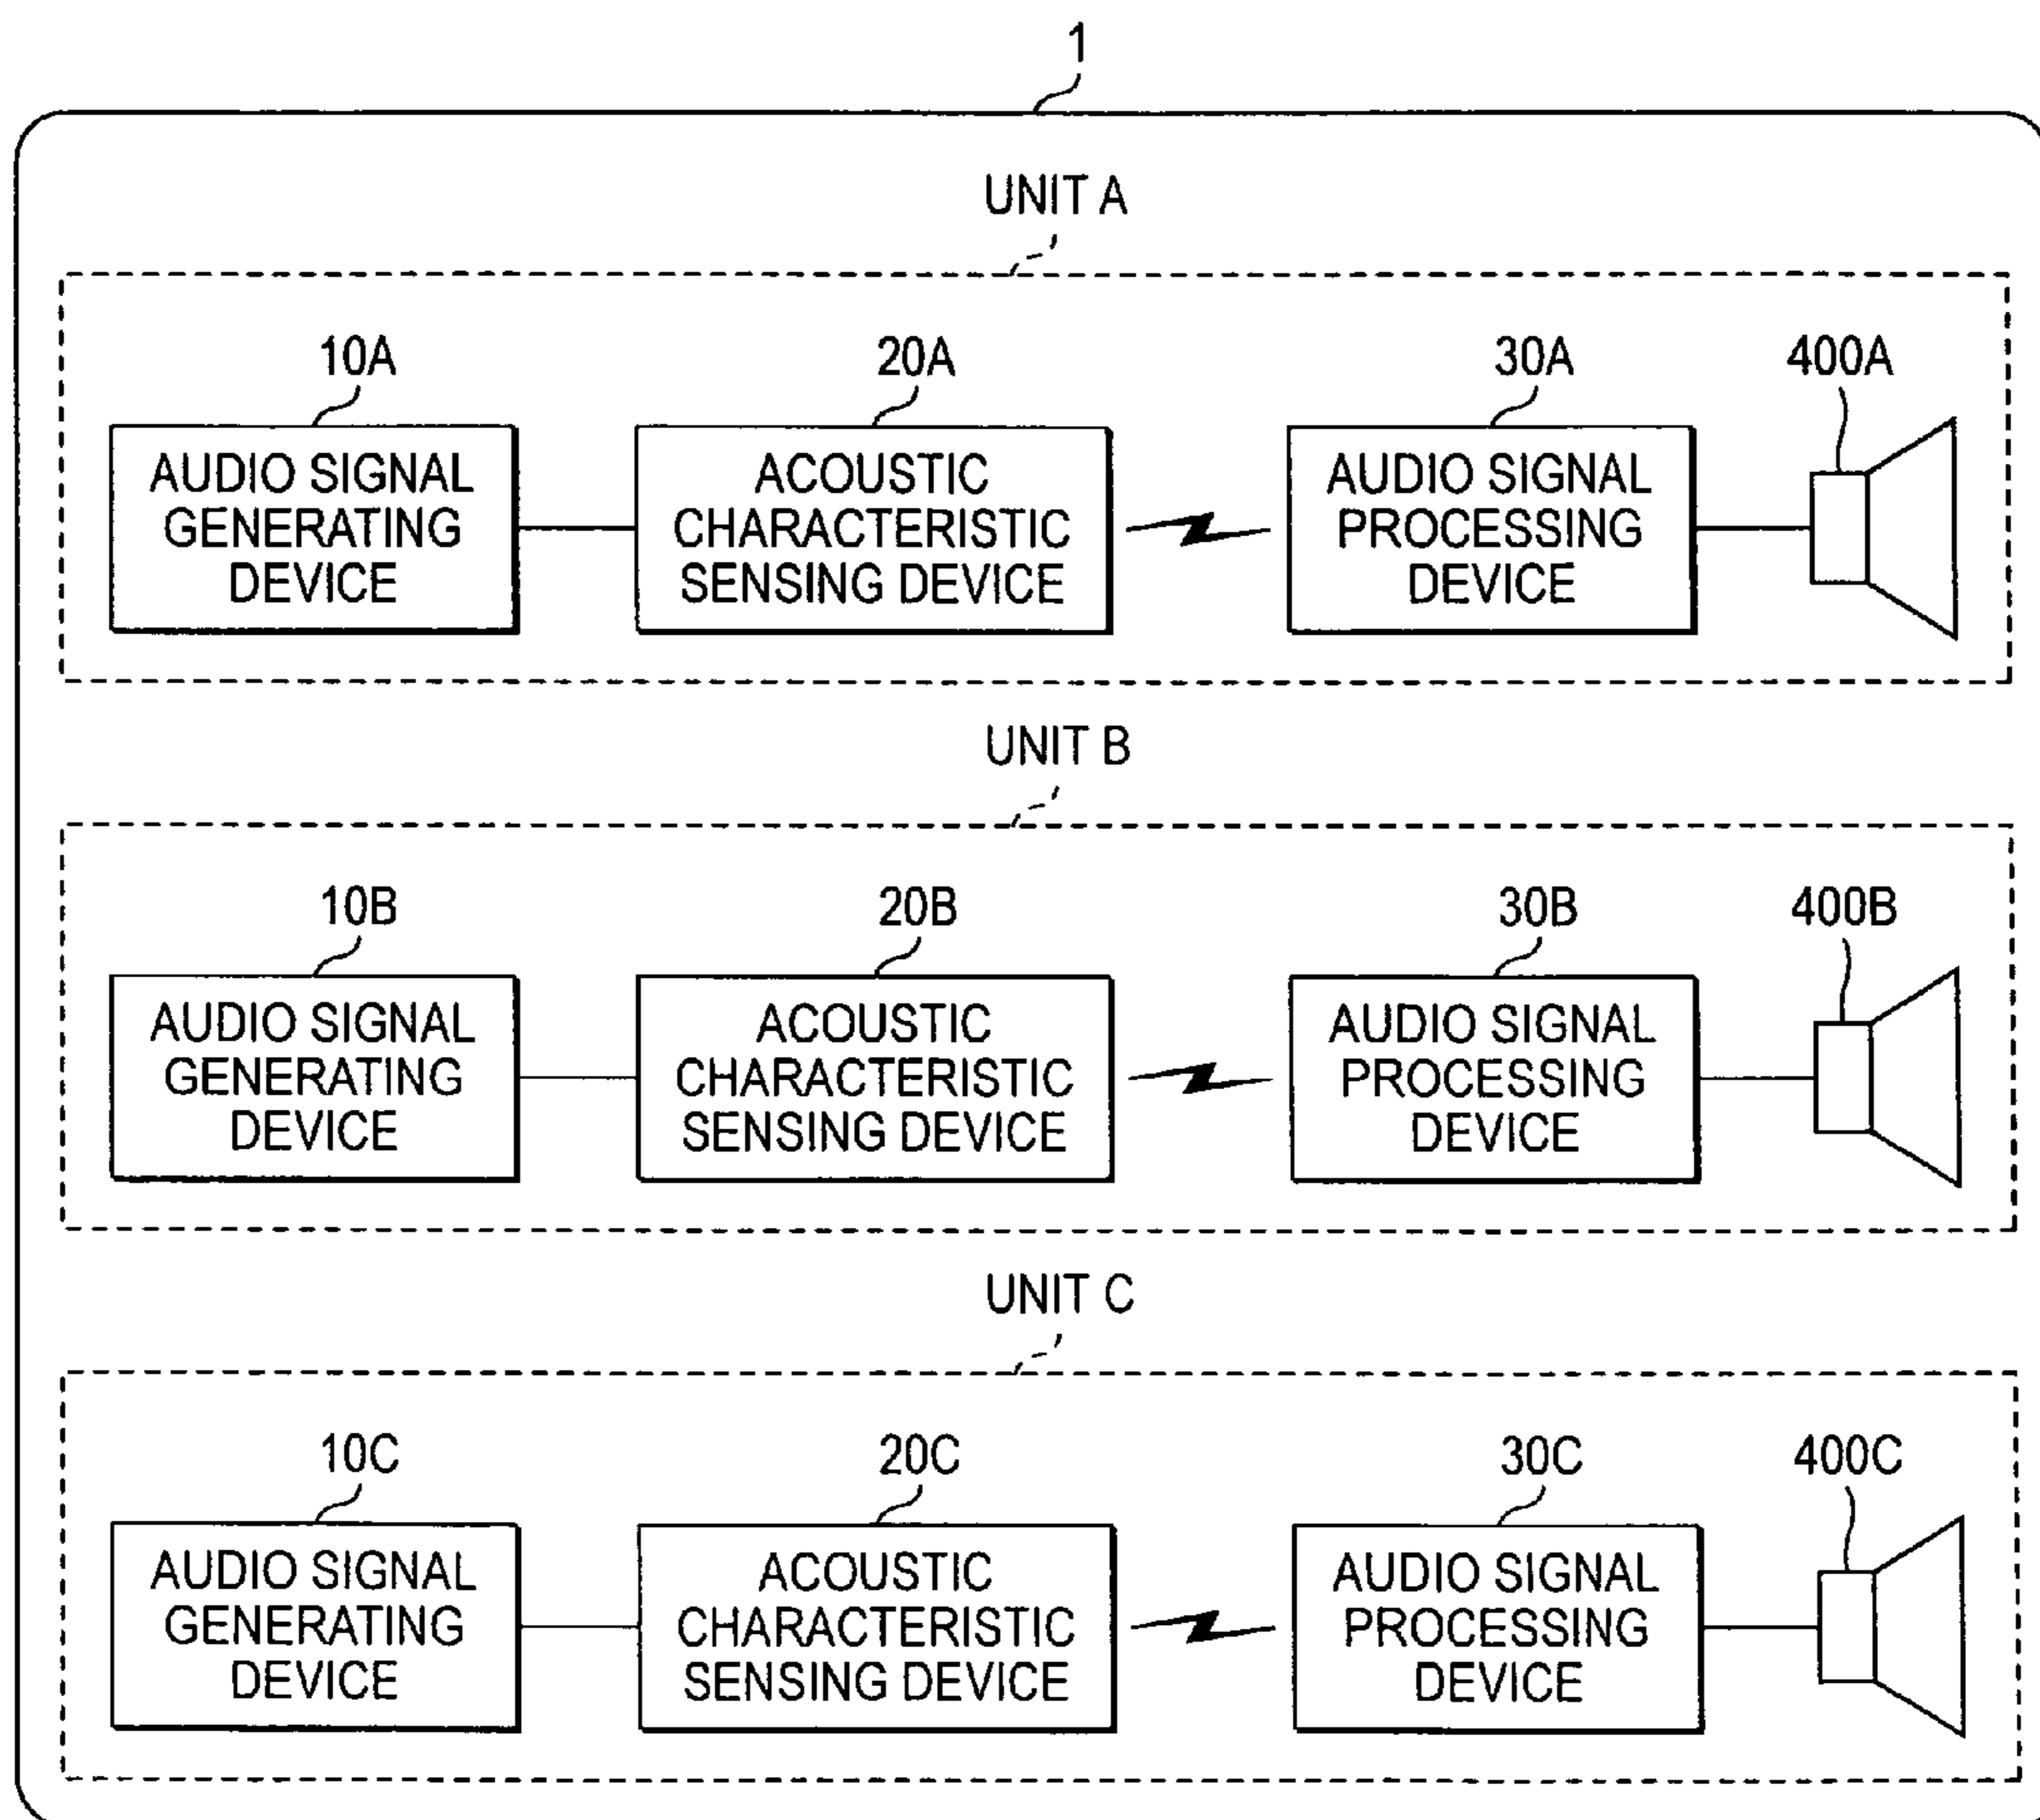 1
UNIT A
10A
20A
30A
400A
AUDIO SIGNAL
GENERATING
DEVICE
ACOUSTIC
CHARACTERISTIC
SENSING DEVICE
AUDIO SIGNAL
PROCESSING
DEVICE
UNIT B
10B
20B
30B
400B
AUDIO SIGNAL
GENERATING
DEVICE
ACOUSTIC
CHARACTERISTIC
SENSING DEVICE
AUDIO SIGNAL
PROCESSING
DEVICE
UNIT C
10C
20C
30C
400C
AUDIO SIGNAL
GENERATING
DEVICE
ACOUSTIC
CHARACTERISTIC
SENSING DEVICE
AUDIO SIGNAL
PROCESSING
DEVICE